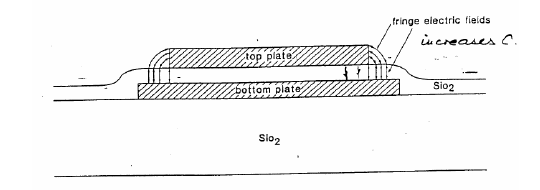 fringe electric fields
increases C.
top plate
bottom plate
Sio2
Sio2